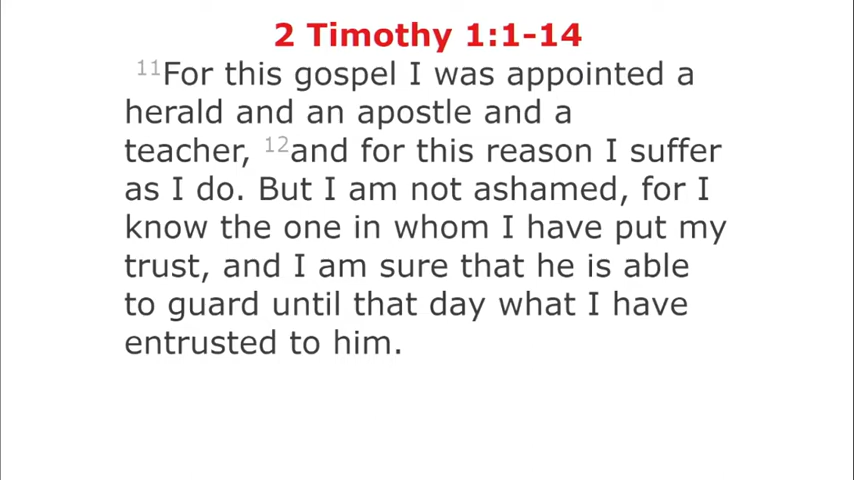 2 Timothy 1:1-14
11For this gospel I was appointed a
herald and an apostle and a
teacher, 12and for this reason I suffer
as I do. But I am not ashamed, for I
know the one in whom I have put my
trust, and I am sure that he is able
to guard until that day what I have
entrusted to him.